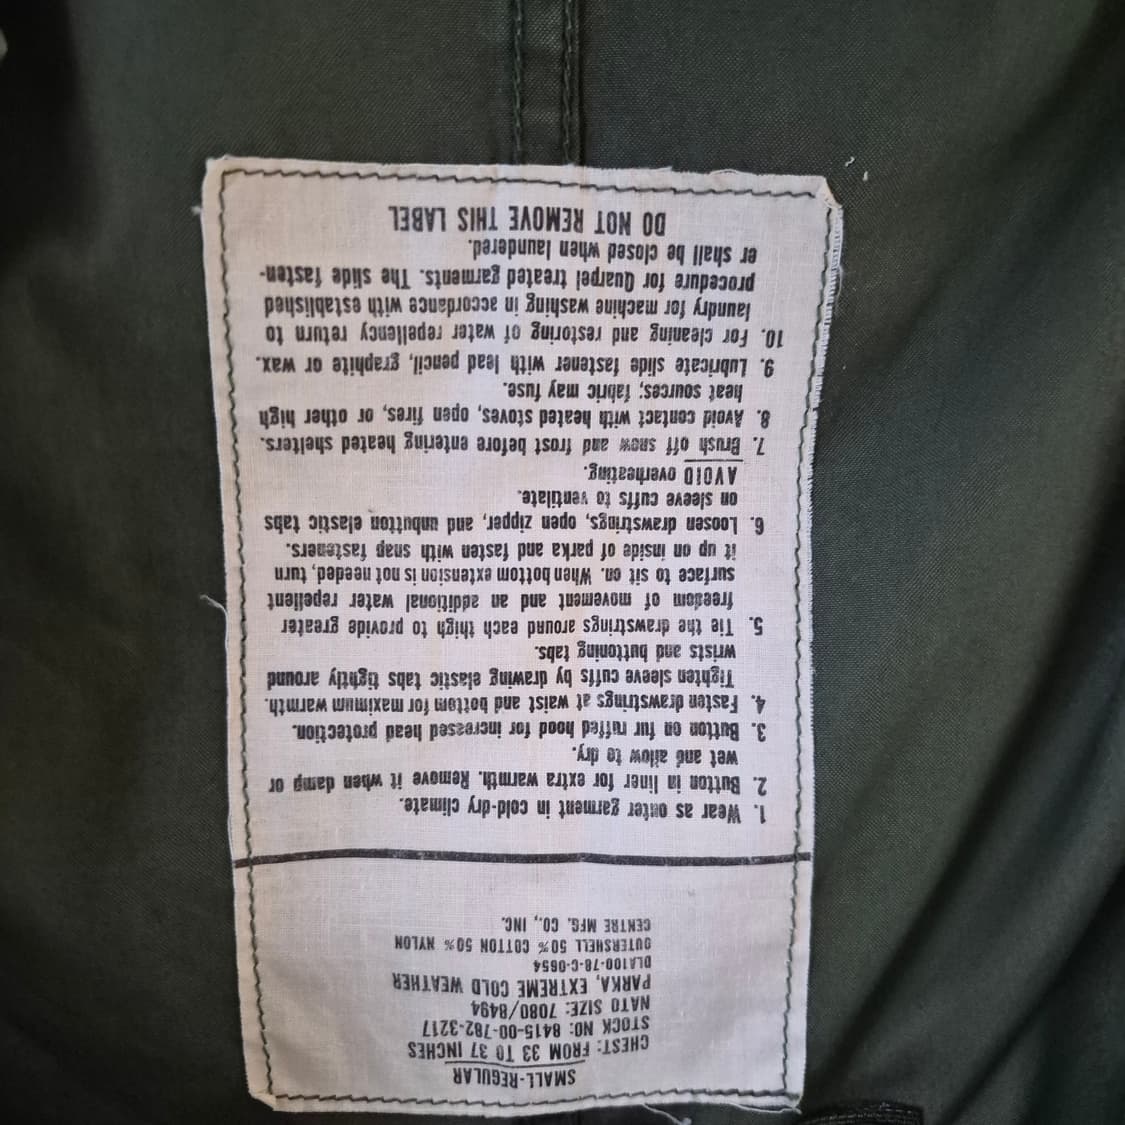 SMALL-REGULAR
CHEST: FROM 33 TO 37 INCHES
STOCK NO: 8415-00-782-3217
NATO SIZE: 7080/8494
PARKA, EXTREME COLD WEATHER
DLA100-78-C-0654
OUTERSHELL 50% COTTON 50% NYLON
CENTRE MFG. CO., INC.
1. Wear as outer garment in cold-dry climate.
2. Button in liner for extra warmth. Remove it when damp or
wet and allow to dry.
3. Button on fur ruffed hood for increased head protection.
4. Fasten drawstrings at waist and bottom for maximum warmth.
Tighten sleeve cuffs by drawing elastic tabs tightly around
wrists and buttoning tabs.
5. Tie the drawstrings around each thigh to provide greater
freedom of movement and an additional water repellent
surface to sit on. When bottom extension is not needed, turn
it up on inside of parka and fasten with snap fasteners.
6. Loosen drawstrings, open zipper, and unbutton elastic tabs
on sleeve cuffs to ventilate.
AVOID overheating.
7. Brush off snow and frost before entering heated shelters.
8. Avoid contact with heated stoves, open fires, or other high
heat sources; fabric may fuse.
9. Lubricate slide fastener with lead pencil, graphite or wax.
10. For cleaning and restoring of water repellency return to
laundry for machine washing in accordance with established
procedure for Quarpel treated garments. The slide fasten-
er shall be closed when laundered.
DO NOT REMOVE THIS LABEL